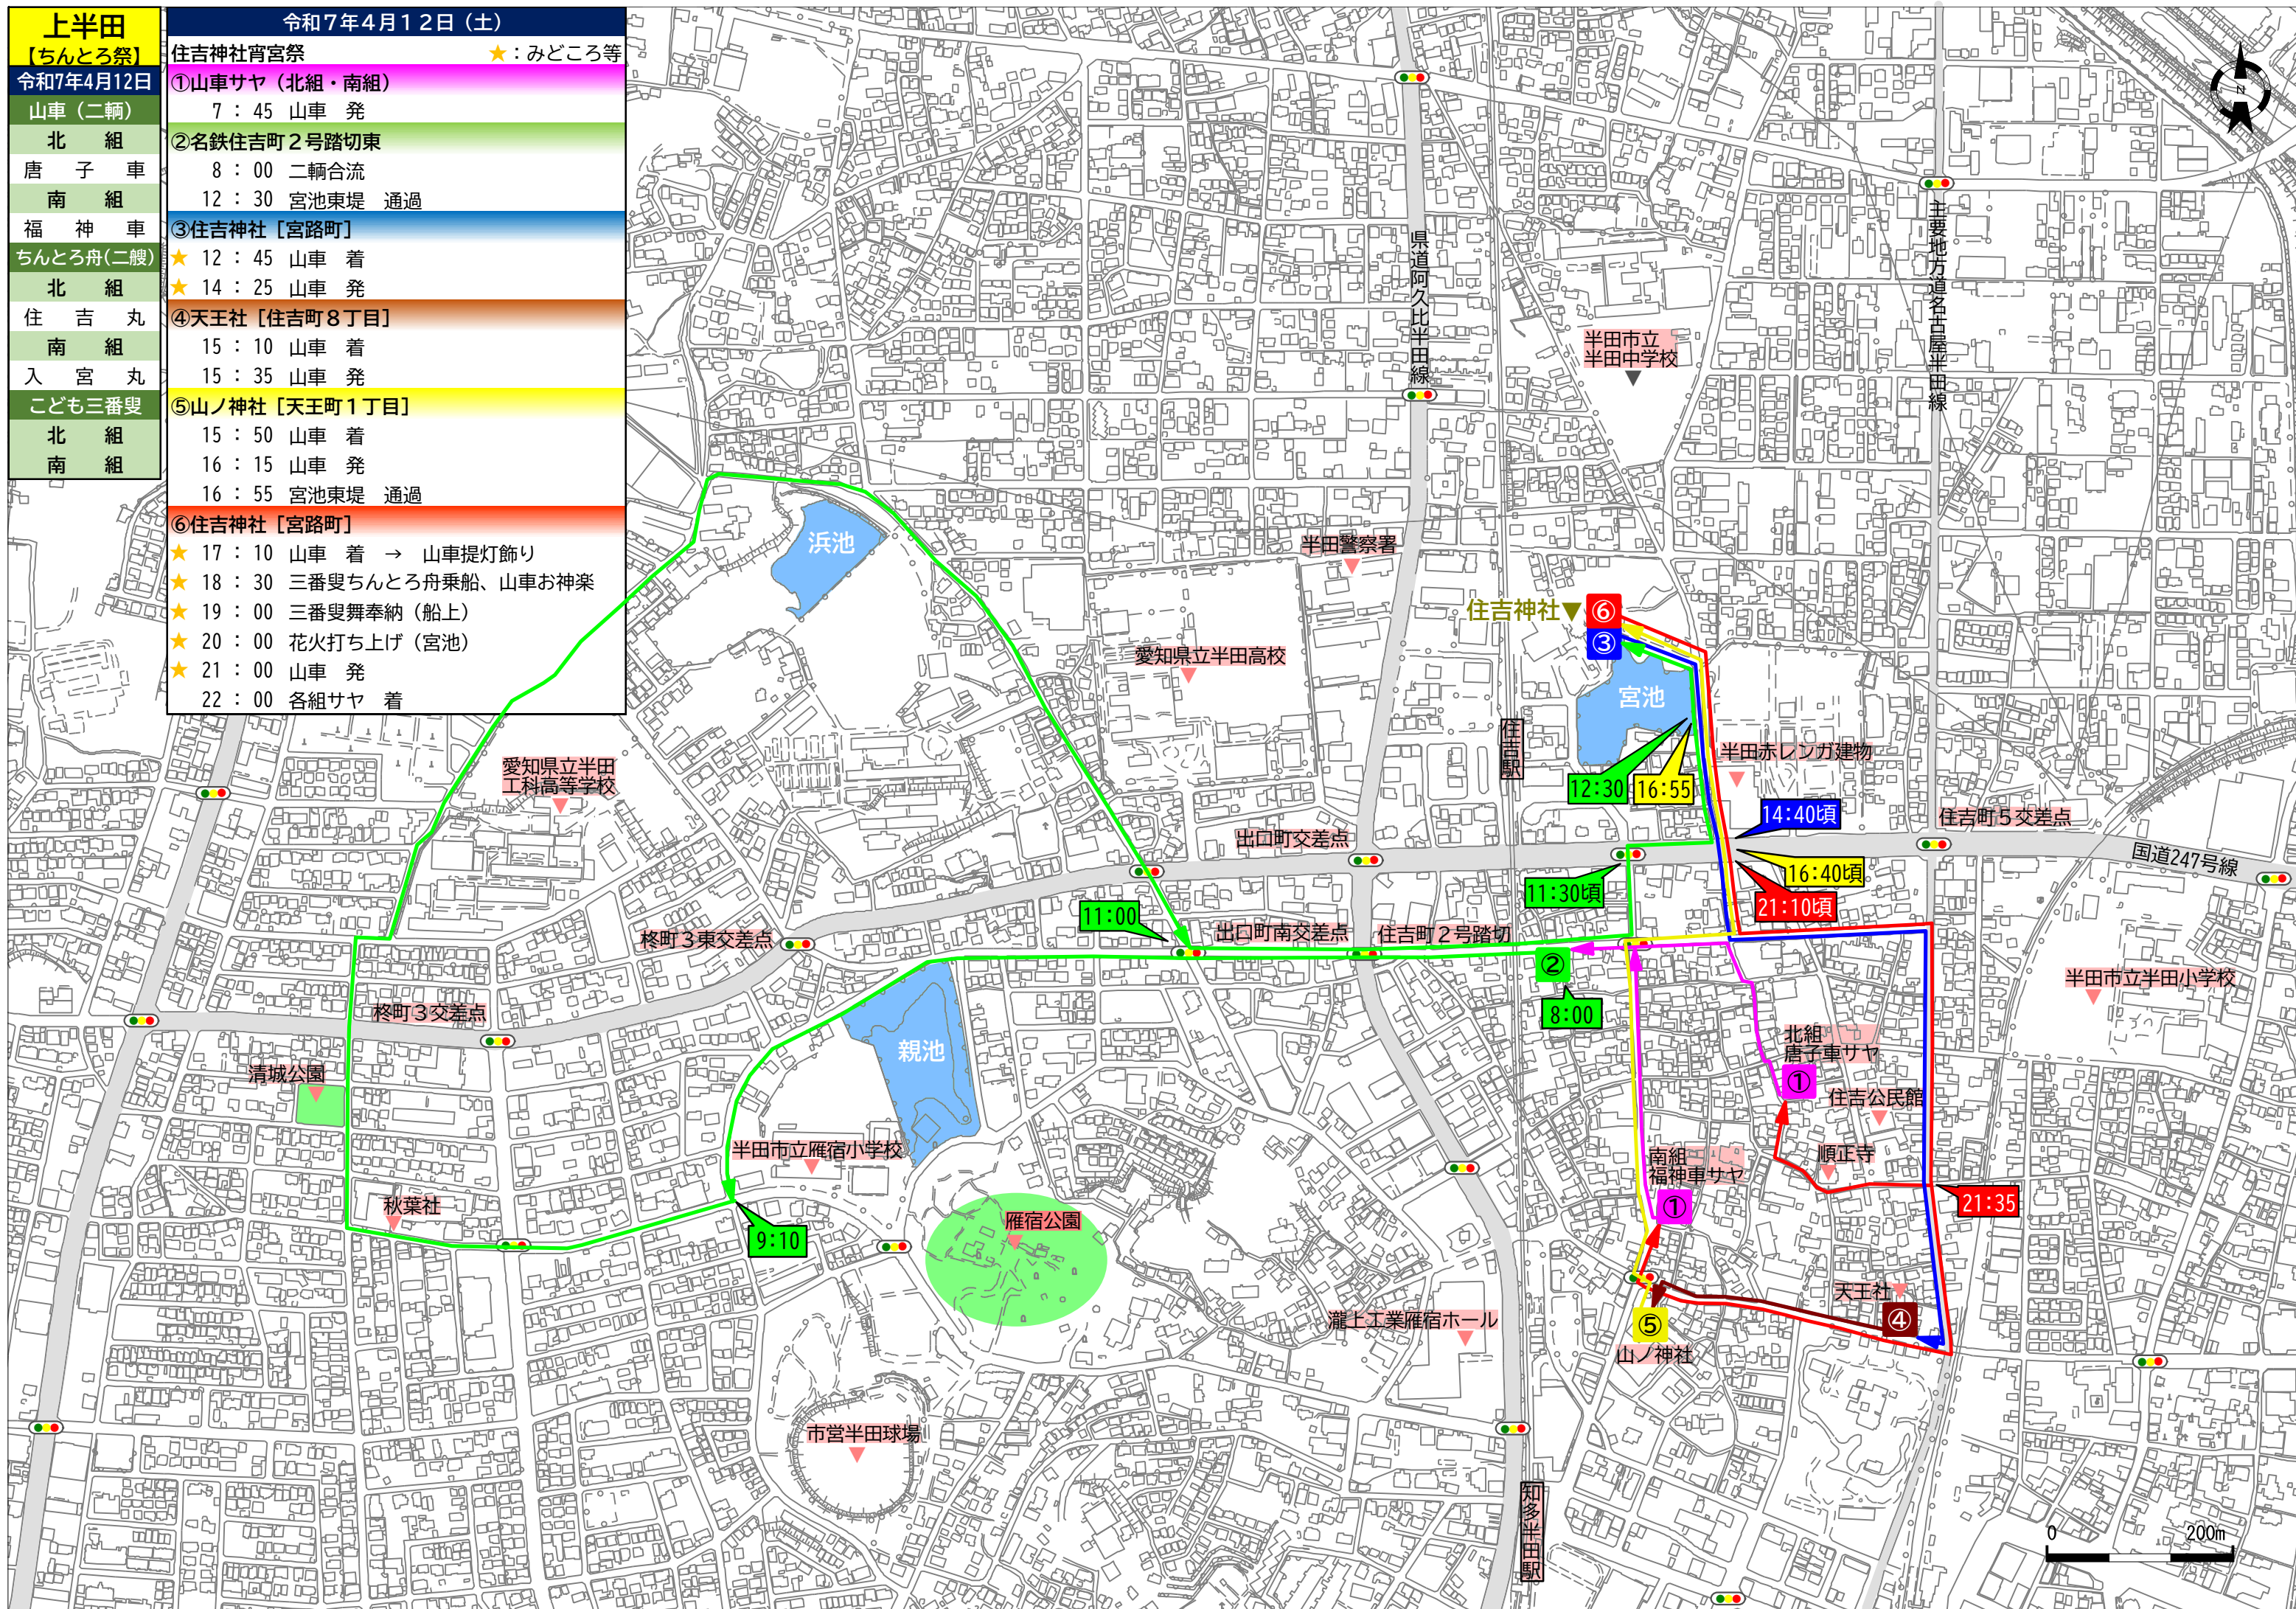 上半田
【ちんとろ祭】
令和7年4月12日
山車（二輌）
北　組
唐　子　車
南　組
福　神　車
ちんとろ舟(二艘)
北　組
住　吉　丸
南　組
入　宮　丸
こども三番叟
北　組
南　組
令和７年４月１２日（土）
住吉神社宵宮祭　★：みどころ等
①山車サヤ（北組・南組）
7：45 山車　発
②名鉄住吉町２号踏切東
8：00 二輌合流
12：30 宮池東堤　通過
③住吉神社［宮路町］
★ 12：45 山車　着
★ 14：25 山車　発
④天王社［住吉町８丁目］
15：10 山車　着
15：35 山車　発
⑤山ノ神社［天王町１丁目］
15：50 山車　着
16：15 山車　発
16：55 宮池東堤　通過
⑥住吉神社［宮路町］
★ 17：10 山車　着　→　山車提灯飾り
★ 18：30 三番叟ちんとろ舟乗船、山車お神楽
★ 19：00 三番叟舞奉納（船上）
★ 20：00 花火打ち上げ（宮池）
★ 21：00 山車　発
22：00 各組サヤ　着
N
県道阿久比半田線
主要地方道名古屋半田線
半田市立
半田中学校
浜池
半田警察署
住吉神社▼
⑥
③
愛知県立半田高校
宮池
住吉駅
半田赤レンガ建物
愛知県立半田
工科高等学校
12:30
16:55
14:40頃
住吉町５交差点
出口町交差点
国道247号線
16:40頃
11:30頃
21:10頃
11:00
出口町南交差点
住吉町２号踏切
柊町３東交差点
②
半田市立半田小学校
8:00
柊町３交差点
北組
唐子車サヤ
親池
清城公園
①
住吉公民館
半田市立雁宿小学校
順正寺
南組
福神車サヤ
①
21:35
秋葉社
雁宿公園
9:10
天王社
④
瀧上工業雁宿ホール
⑤
山ノ神社
市営半田球場
知多半田駅
0
200m